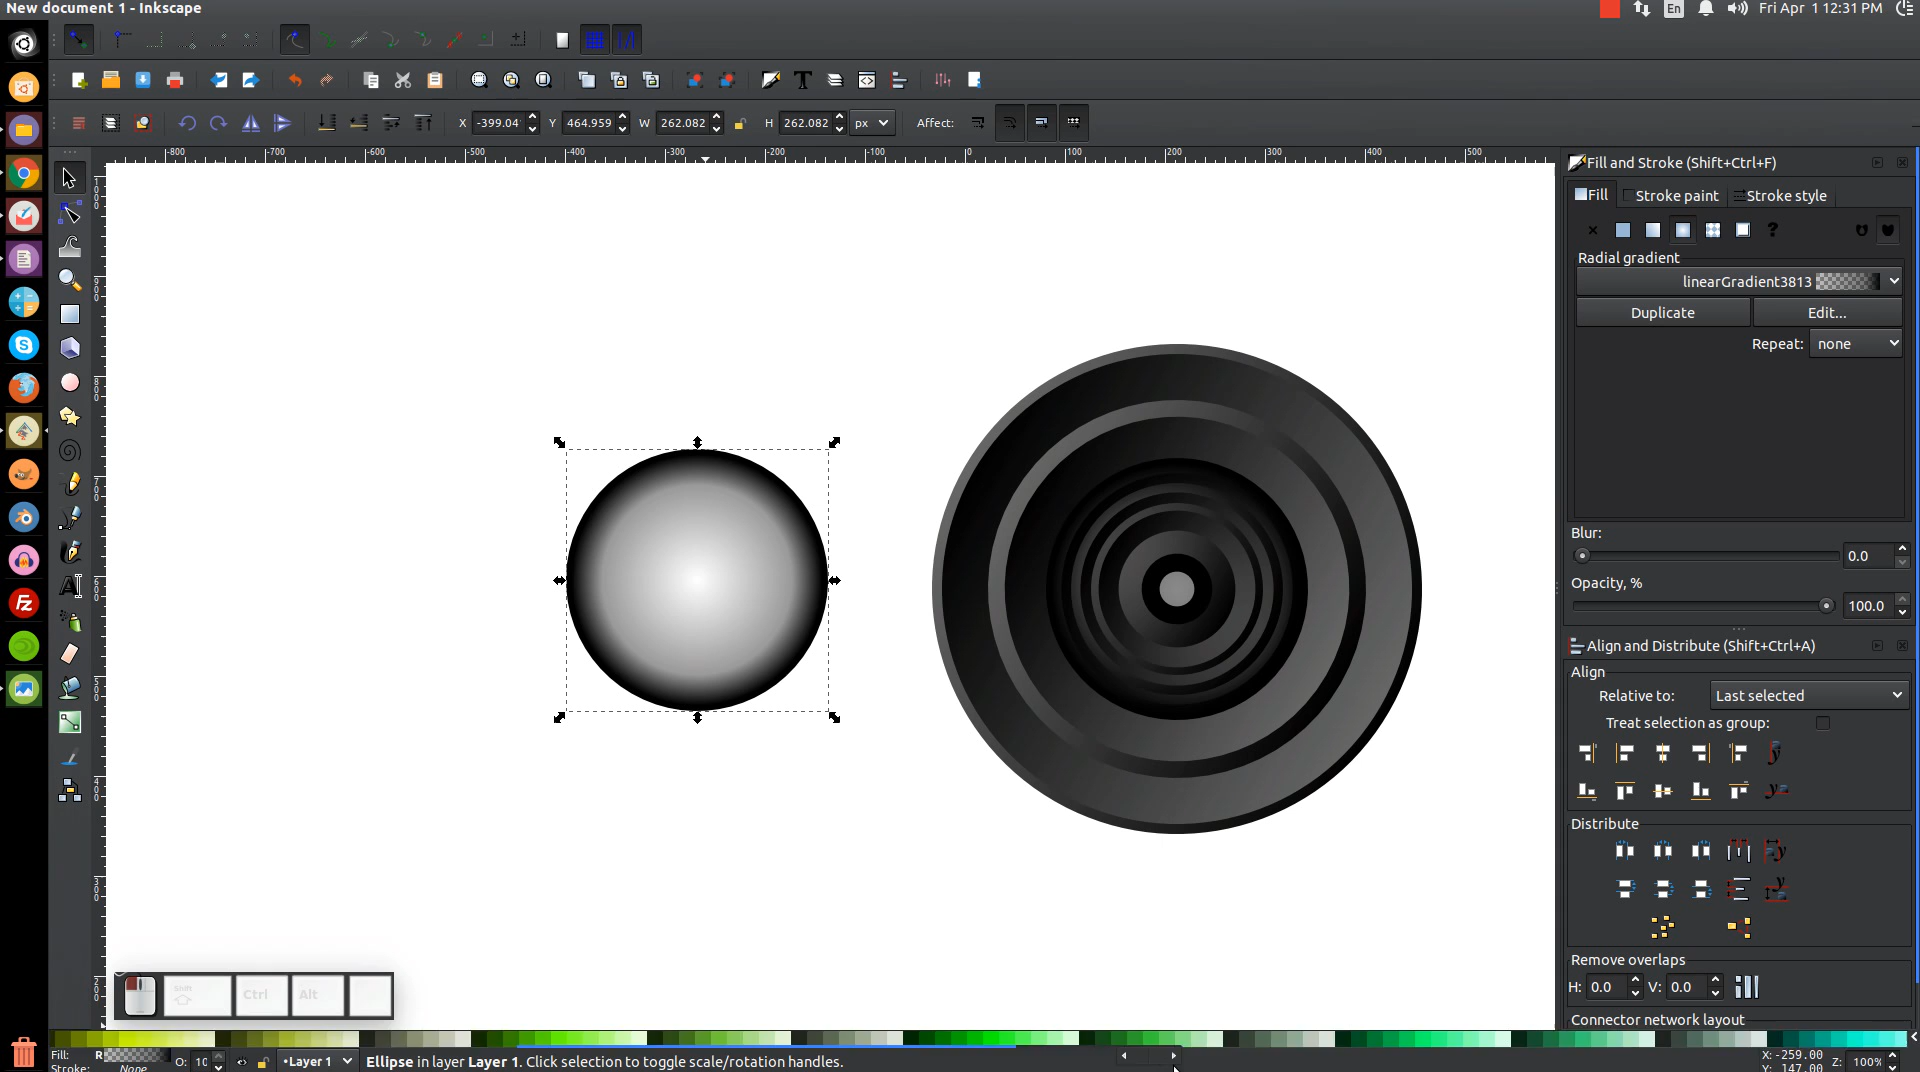 New document 1 - Inkscape
En
Fri Apr 1 12:31 PM
X -399.04
Y 464.959
W 262.082
H 262.082
px
Affect:
-800 -700 -600 -500 -400 -300 -200 -100 0 100 200 300 400 500
Fill and Stroke (Shift+Ctrl+F)
Fill
Stroke paint
Stroke style
Radial gradient
linearGradient3813
Duplicate
Edit...
Repeat: none
Blur:
0.0
Opacity, %
100.0
Align and Distribute (Shift+Ctrl+A)
Align
Relative to: Last selected
Treat selection as group:
Distribute
Remove overlaps
H: 0.0 V: 0.0
Connector network layout
Shift
Ctrl
Alt
Fill: R
Stroke: None
O: 10
•Layer 1
Ellipse in layer Layer 1. Click selection to toggle scale/rotation handles.
X:-259.00
Y: 147.00
Z: 100%